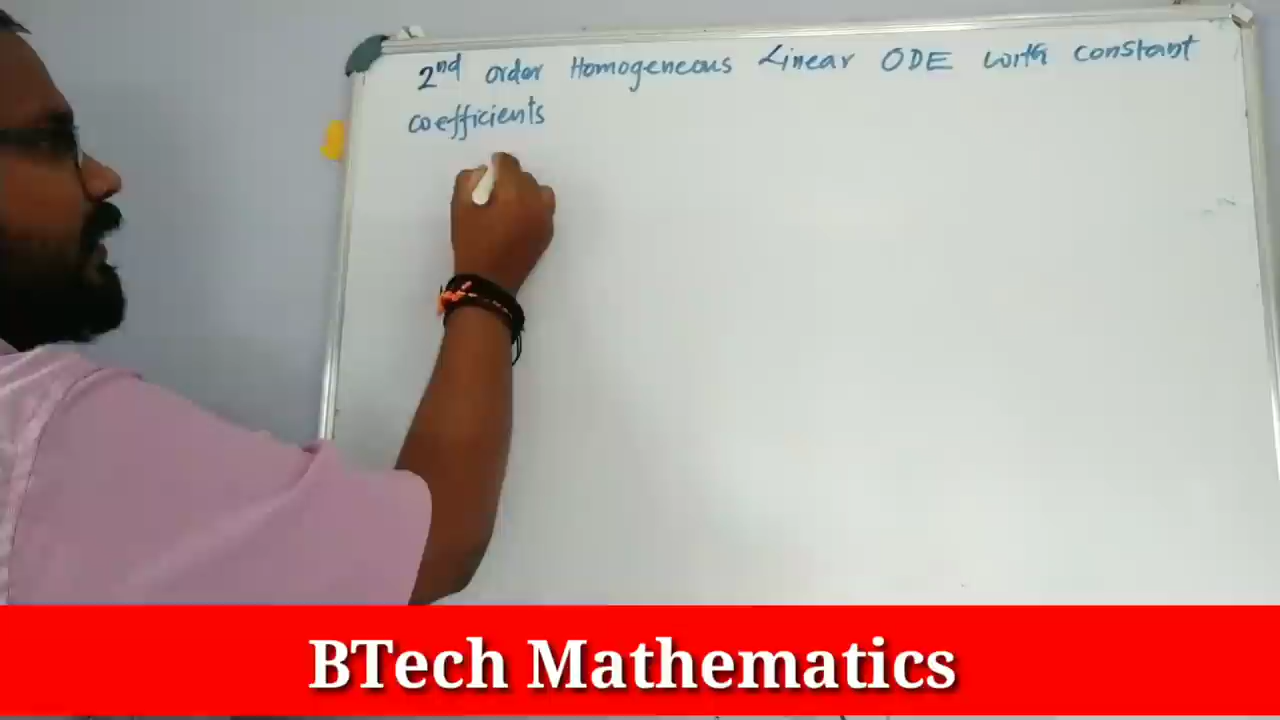 2nd order Homogeneous Linear ODE with constant
coefficients
BTech Mathematics